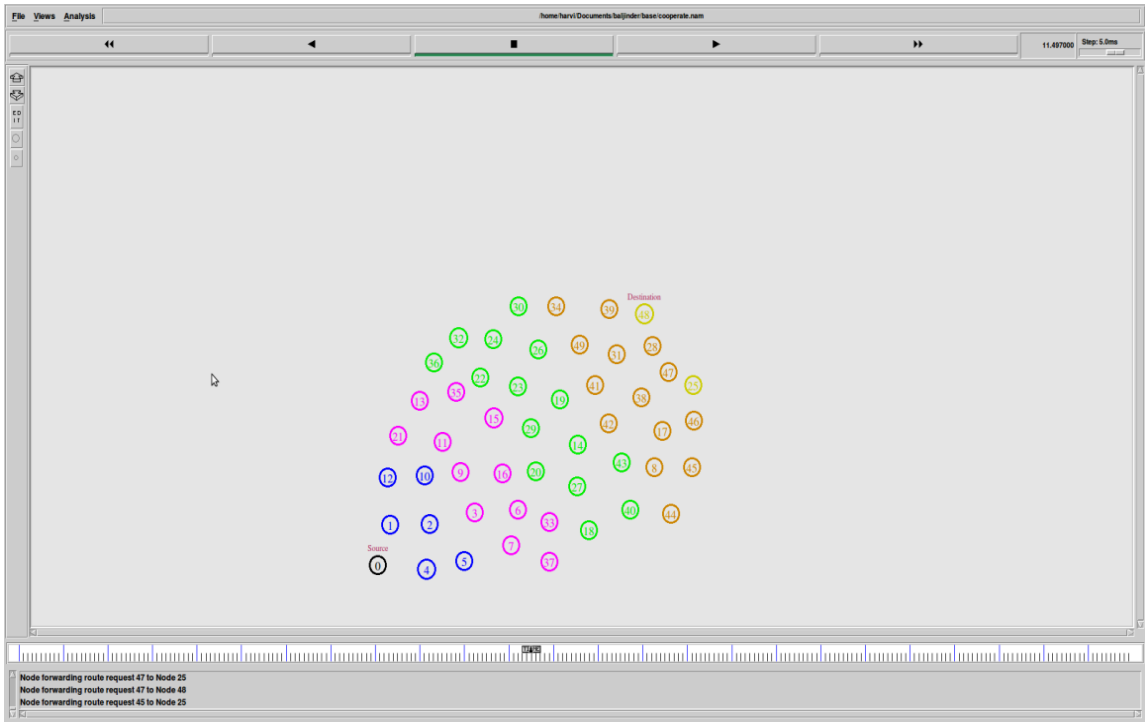 File Views Analysis /home/harvi/Documents/baljinder/base/cooperate.nam
11.497000 Step: 5.0ms
E D
I T
Destination
30 34 39 48
32 24 26 49 31 28
36 22 23 41 47 25
13 35 15 19 38
21 11 29 14 42 17 46
12 10 9 16 20 27 43 8 45
1 2 3 6 33 18 40 44
Source
0 4 5 7 37
Node forwarding route request 47 to Node 25
Node forwarding route request 47 to Node 48
Node forwarding route request 45 to Node 25